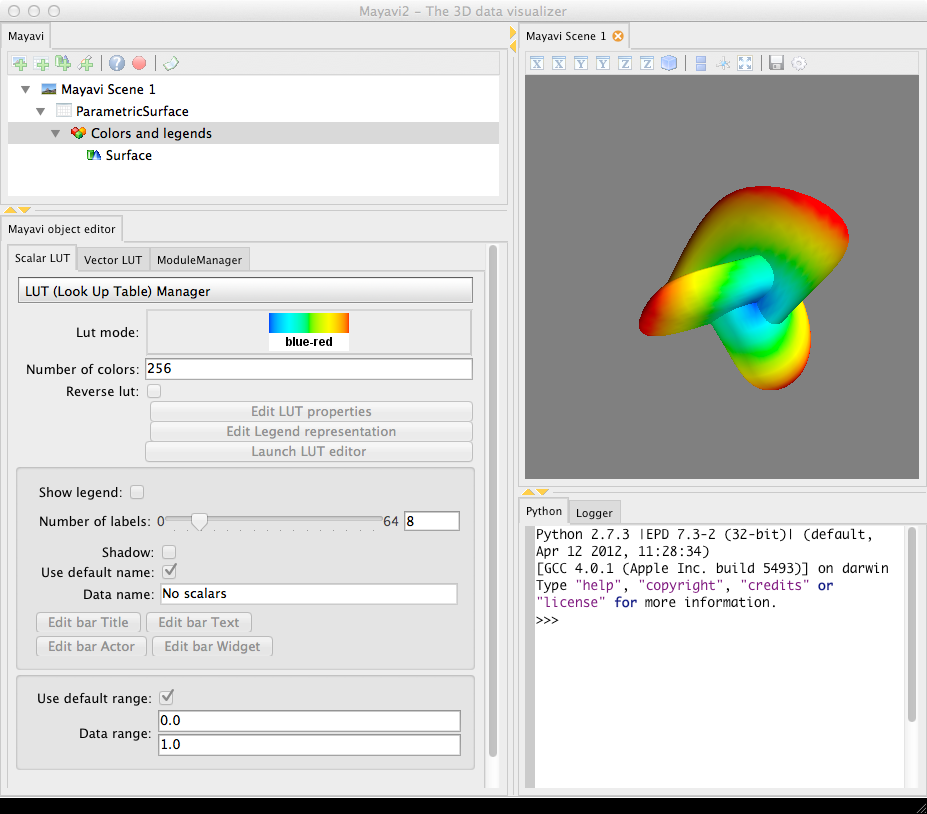 Mayavi2 - The 3D data visualizer
Mayavi
Mayavi Scene 1
ParametricSurface
Colors and legends
Surface
Mayavi object editor
Scalar LUT
Vector LUT
ModuleManager
LUT (Look Up Table) Manager
Lut mode:
blue-red
Number of colors: 256
Reverse lut:
Edit LUT properties
Edit Legend representation
Launch LUT editor
Show legend:
Number of labels: 0 64 8
Shadow:
Use default name:
Data name: No scalars
Edit bar Title Edit bar Text
Edit bar Actor Edit bar Widget
Use default range:
Data range:
0.0
1.0
Mayavi Scene 1
X X Y Y Z Z
Python Logger
Python 2.7.3 |EPD 7.3-2 (32-bit)| (default,
Apr 12 2012, 11:28:34)
[GCC 4.0.1 (Apple Inc. build 5493)] on darwin
Type "help", "copyright", "credits" or
"license" for more information.
>>>